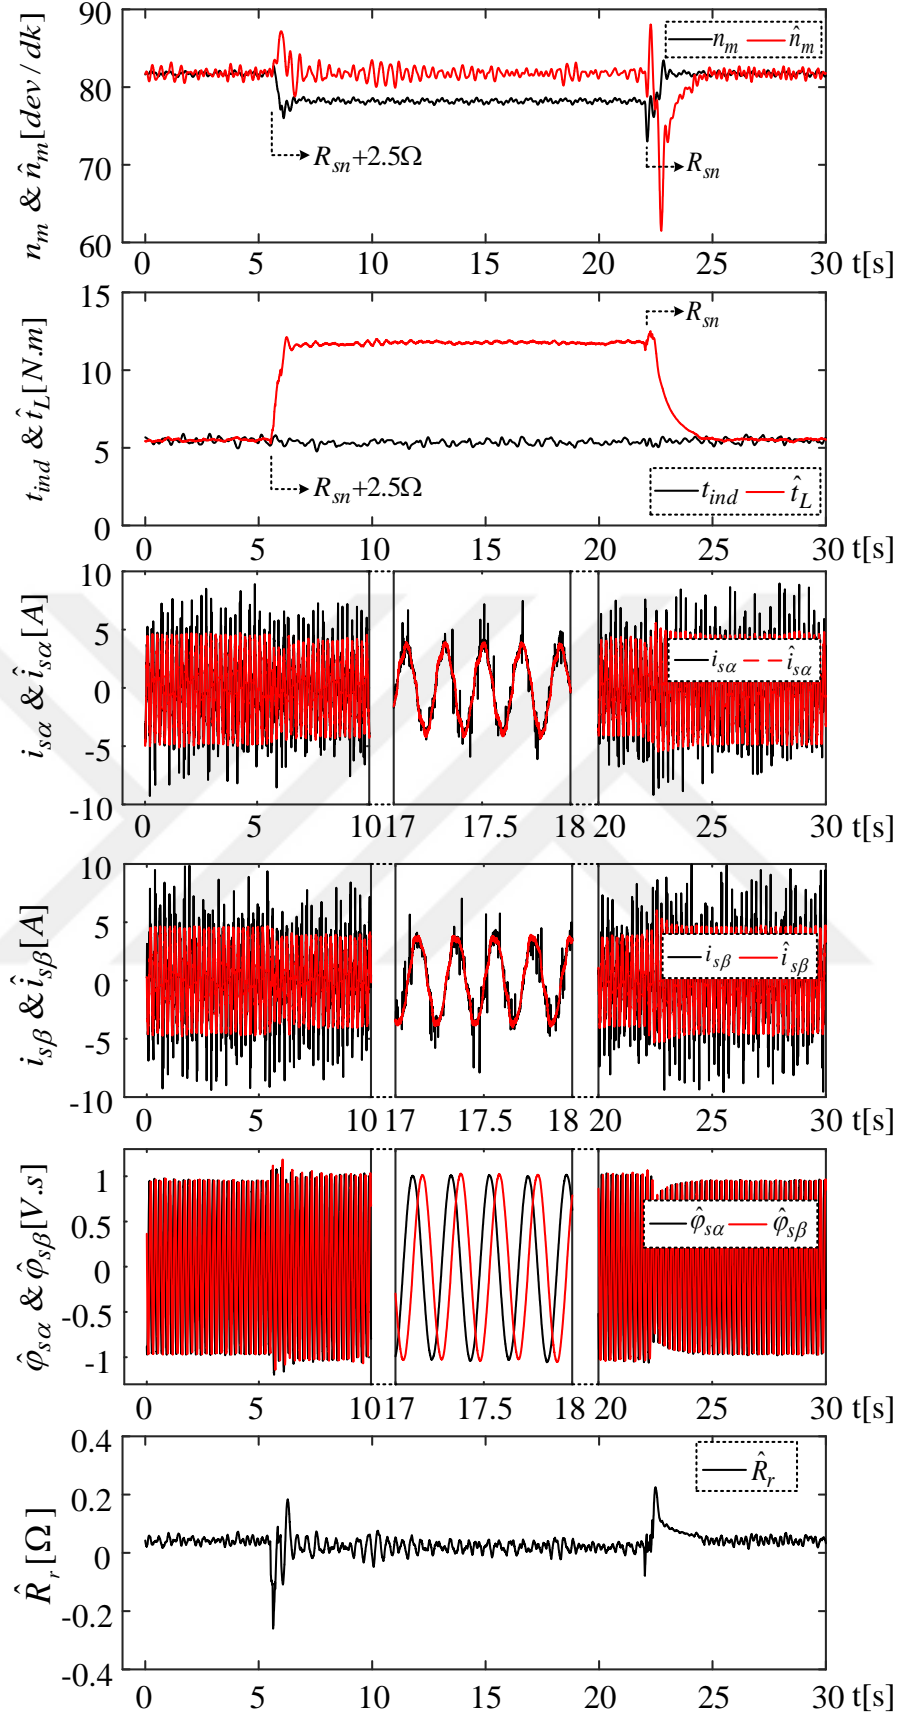 90
80
70
60
n_m & n̂_m[dev/dk]
n_m n̂_m
R_sn+2.5Ω
R_sn
0 5 10 15 20 25 30 t[s]
15
10
5
0
t_ind & t̂_L[N.m]
R_sn
R_sn+2.5Ω
t_ind t̂_L
0 5 10 15 20 25 30 t[s]
10
5
0
-5
-10
i_sα & î_sα[A]
i_sα î_sα
0 5 10 17 17.5 18 20 25 30 t[s]
10
5
0
-5
-10
i_sβ & î_sβ[A]
i_sβ î_sβ
0 5 10 17 17.5 18 20 25 30 t[s]
1
0.5
0
-0.5
-1
φ̂_sα & φ̂_sβ[V.s]
φ̂_sα φ̂_sβ
0 5 10 17 17.5 18 20 25 30 t[s]
0.4
0.2
0
-0.2
-0.4
R̂_r[Ω]
R̂_r
0 5 10 15 20 25 30 t[s]